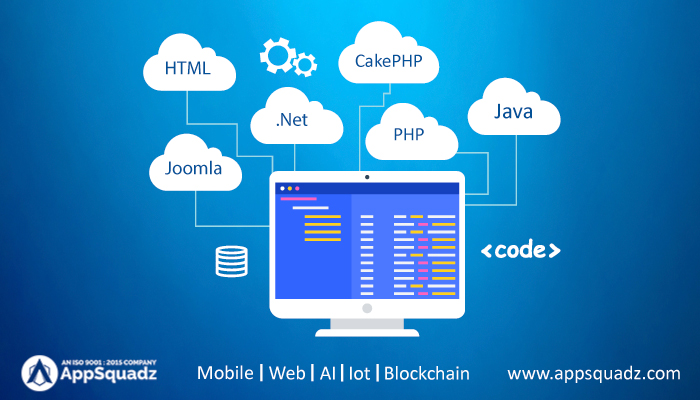 HTML
CakePHP
.Net
Java
PHP
Joomla
<code>
AN ISO 9001 : 2015 COMPANY
AppSquadz
Mobile | Web | AI | Iot | Blockchain
www.appsquadz.com